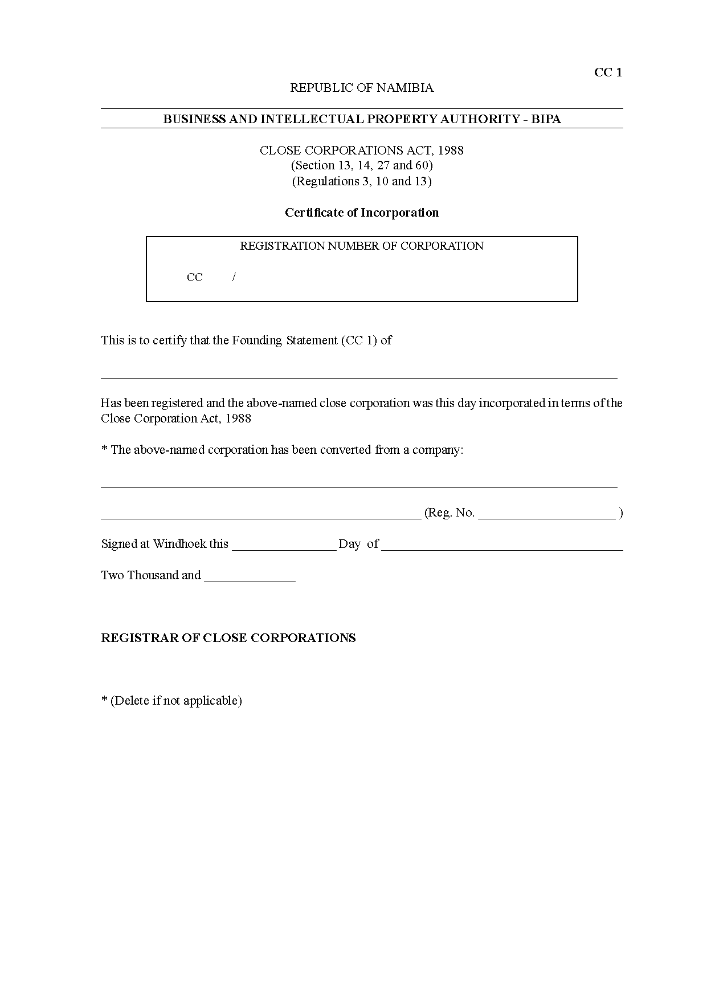 CC 1
REPUBLIC OF NAMIBIA
BUSINESS AND INTELLECTUAL PROPERTY AUTHORITY - BIPA
CLOSE CORPORATIONS ACT, 1988
(Section 13, 14, 27 and 60)
(Regulations 3, 10 and 13)
Certificate of Incorporation
REGISTRATION NUMBER OF CORPORATION
CC /
This is to certify that the Founding Statement (CC 1) of
Has been registered and the above-named close corporation was this day incorporated in terms of the
Close Corporation Act, 1988
* The above-named corporation has been converted from a company:
(Reg. No. )
Signed at Windhoek this Day of
Two Thousand and
REGISTRAR OF CLOSE CORPORATIONS
* (Delete if not applicable)